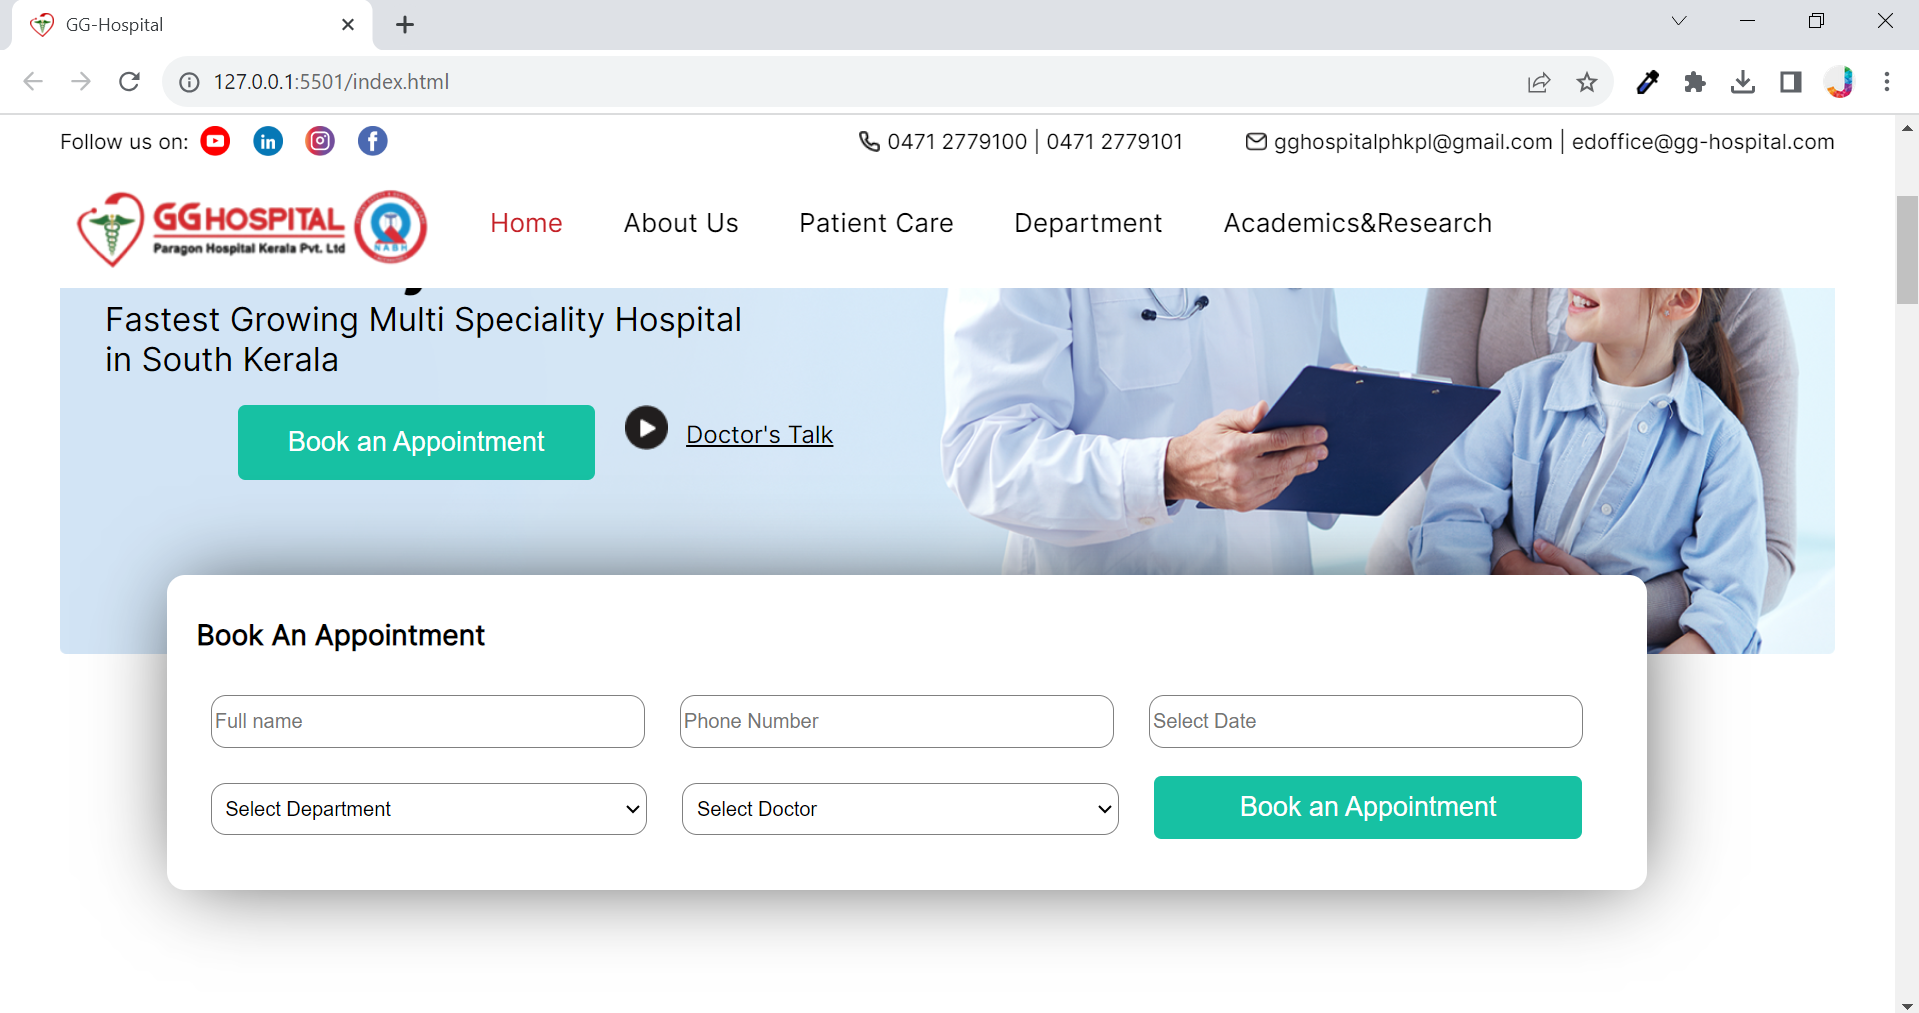 GG-Hospital
127.0.0.1:5501/index.html
Follow us on:
0471 2779100 | 0471 2779101
gghospitalphkpl@gmail.com | edoffice@gg-hospital.com
GG HOSPITAL
Paragon Hospital Kerala Pvt. Ltd
NABH
Home
About Us
Patient Care
Department
Academics&Research
Fastest Growing Multi Speciality Hospital
in South Kerala
Book an Appointment
Doctor's Talk
Book An Appointment
Full name
Phone Number
Select Date
Select Department
Select Doctor
Book an Appointment